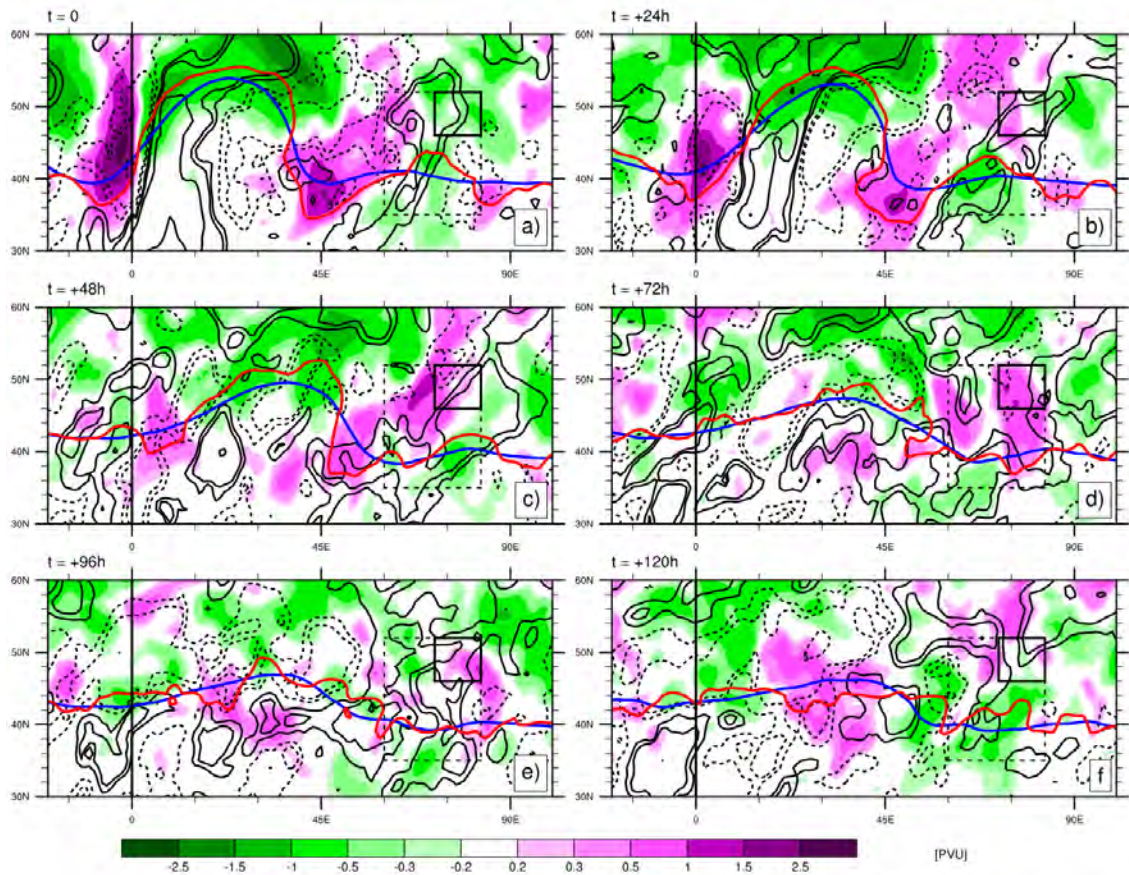 t = 0
t = +24h
60N
50N
40N
30N
a)
0
45E
90E
60N
50N
40N
30N
b)
0
45E
90E
t = +48h
t = +72h
60N
50N
40N
30N
c)
0
45E
90E
60N
50N
40N
30N
d)
0
45E
90E
t = +96h
t = +120h
60N
50N
40N
30N
e)
0
45E
90E
60N
50N
40N
30N
f
0
45E
90E
-2.5 -1.5 -1 -0.5 -0.3 -0.2 0.2 0.3 0.5 1 1.5 2.5 [PVU]